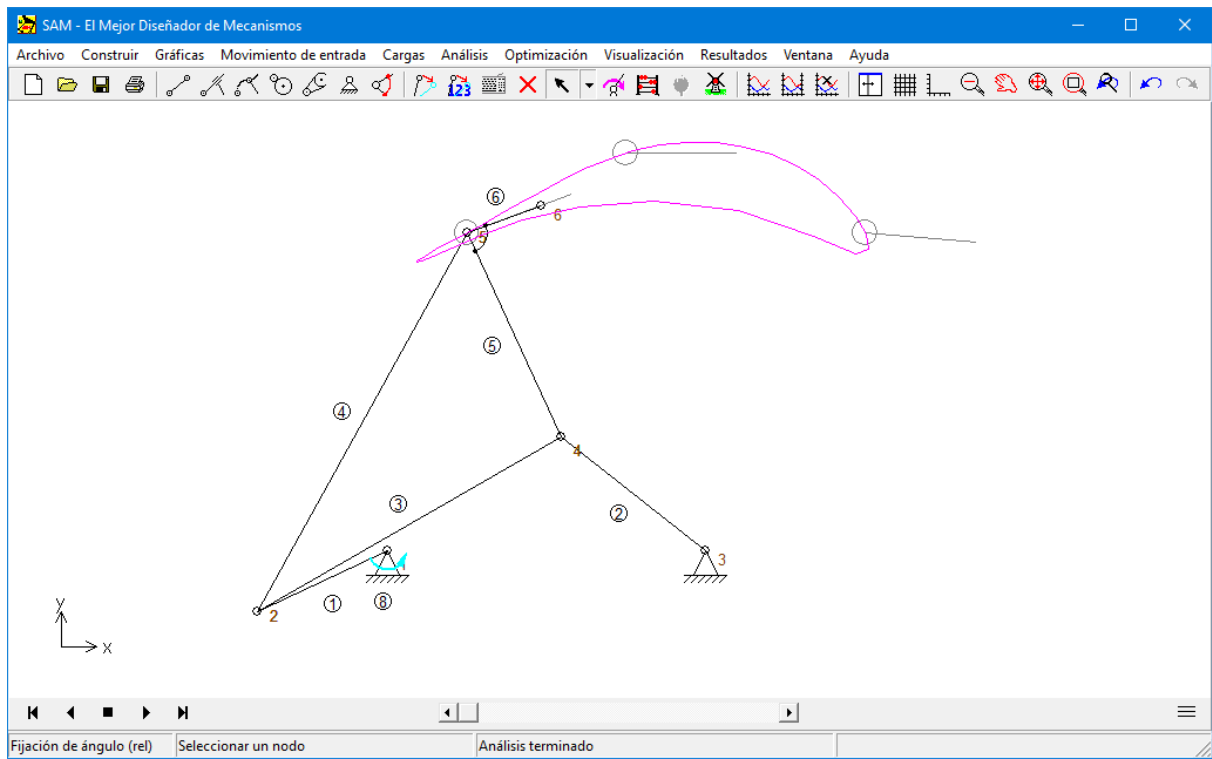 SAM - El Mejor Diseñador de Mecanismos
Archivo Construir Gráficas Movimiento de entrada Cargas Análisis Optimización Visualización Resultados Ventana Ayuda
123
6
6
5
5
4
4
3
2
3
1
8
2
y
x
Fijación de ángulo (rel) Seleccionar un nodo Análisis terminado